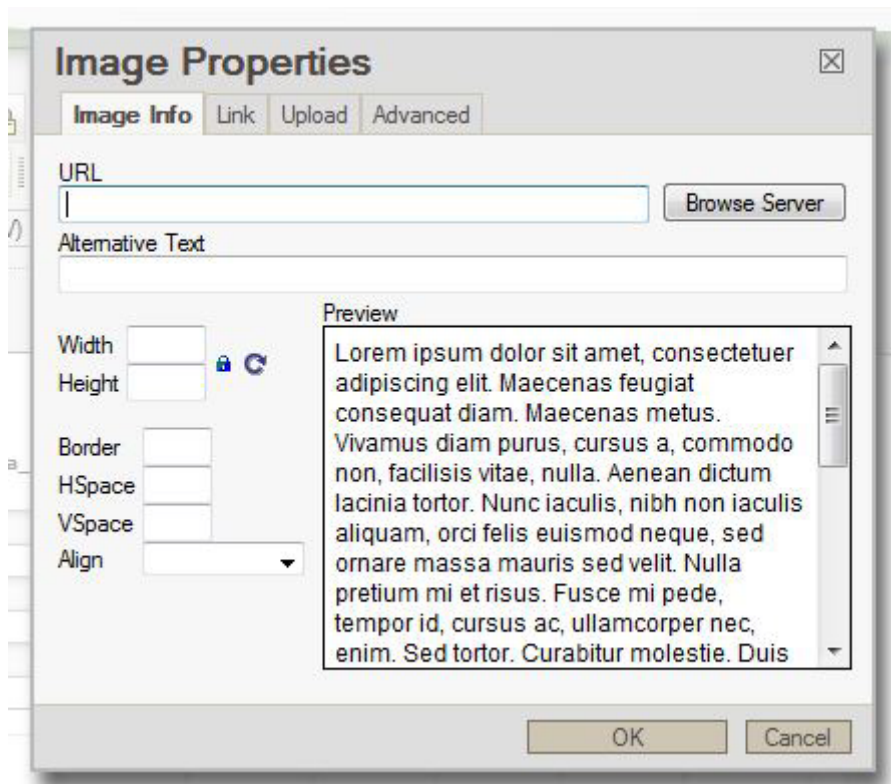 Image Properties
Image Info Link Upload Advanced
URL
Browse Server
Alternative Text
Preview
Width
Height
Border
HSpace
VSpace
Align
Lorem ipsum dolor sit amet, consectetuer
adipiscing elit. Maecenas feugiat
consequat diam. Maecenas metus.
Vivamus diam purus, cursus a, commodo
non, facilisis vitae, nulla. Aenean dictum
lacinia tortor. Nunc iaculis, nibh non iaculis
aliquam, orci felis euismod neque, sed
ornare massa mauris sed velit. Nulla
pretium mi et risus. Fusce mi pede,
tempor id, cursus ac, ullamcorper nec,
enim. Sed tortor. Curabitur molestie. Duis
OK Cancel